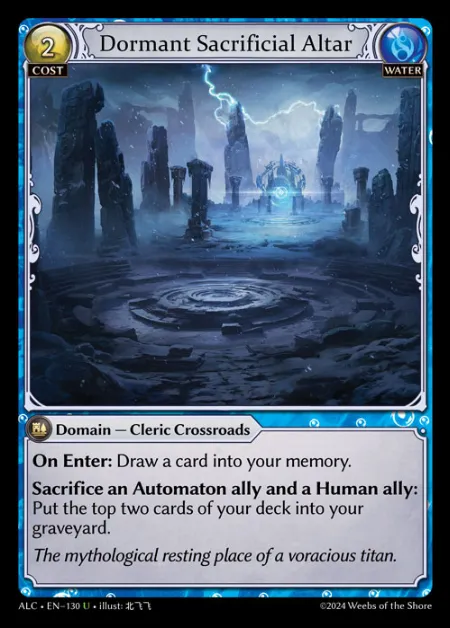 2
Dormant Sacrificial Altar
COST
WATER
Domain — Cleric Crossroads
On Enter: Draw a card into your memory.
Sacrifice an Automaton ally and a Human ally:
Put the top two cards of your deck into your
graveyard.
The mythological resting place of a voracious titan.
ALC • EN-130 U • illust: 北飞飞
©2024 Weebs of the Shore